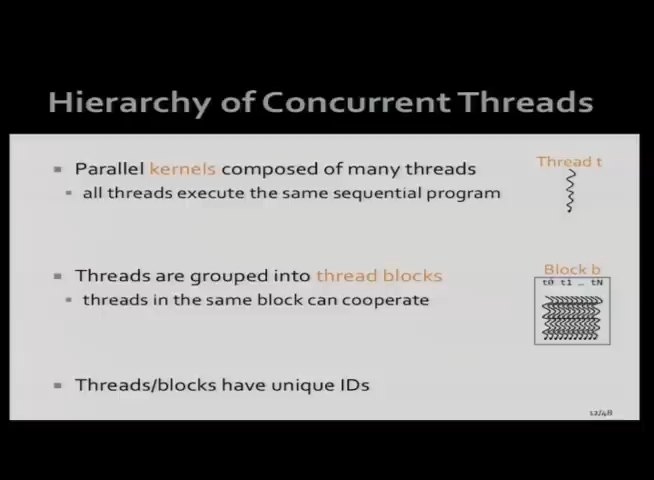 Hierarchy of Concurrent Threads
Parallel kernels composed of many threads
all threads execute the same sequential program
Thread t
Threads are grouped into thread blocks
threads in the same block can cooperate
Block b
t0 t1 … tN
Threads/blocks have unique IDs
12/48